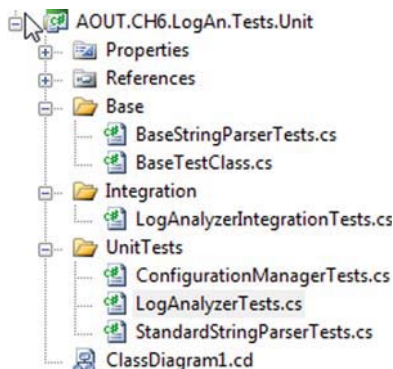 AOUT.CH6.LogAn.Tests.Unit
Properties
References
Base
BaseStringParserTests.cs
BaseTestClass.cs
Integration
LogAnalyzerIntegrationTests.cs
UnitTests
ConfigurationManagerTests.cs
LogAnalyzerTests.cs
StandardStringParserTests.cs
ClassDiagram1.cd